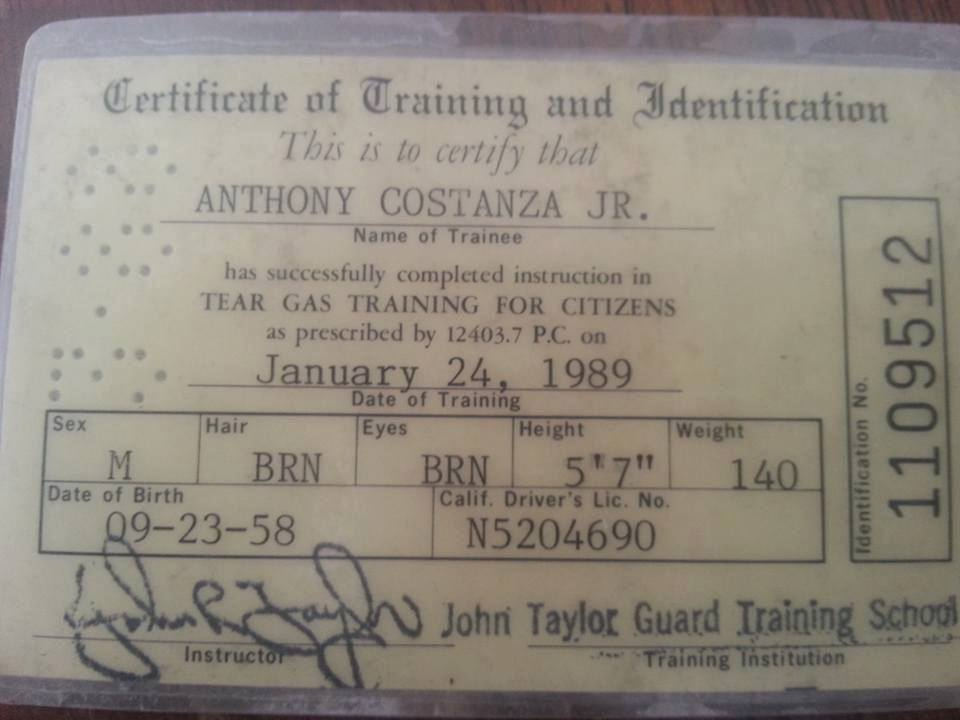 Certificate of Training and Identification
This is to certify that
ANTHONY COSTANZA JR.
Name of Trainee
has successfully completed instruction in
TEAR GAS TRAINING FOR CITIZENS
as prescribed by 12403.7 P.C. on
January 24, 1989
Date of Training
Sex Hair Eyes Height Weight
M BRN BRN 5'7" 140
Date of Birth Calif. Driver's Lic. No.
09-23-58 N5204690
Identification No. 1109512
John R Taylor John Taylor Guard Training School
Instructor Training Institution